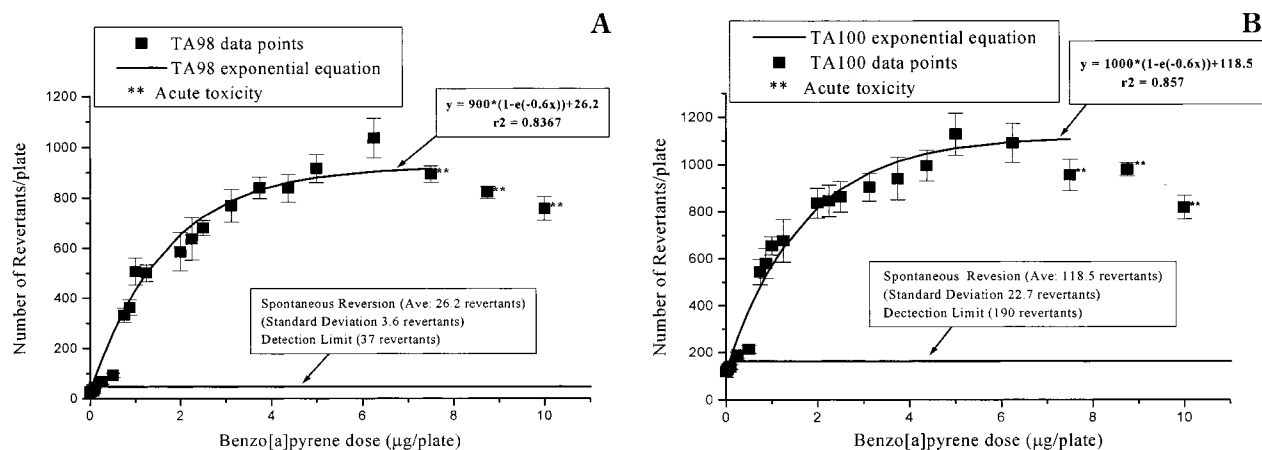 A
TA98 data points
TA98 exponential equation
** Acute toxicity
y = 900*(1-e(-0.6x))+26.2
r2 = 0.8367
1200
1000
800
600
400
200
0
**
**
**
Spontaneous Reversion (Ave: 26.2 revertants)
(Standard Deviation 3.6 revertants)
Detection Limit (37 revertants)
0 2 4 6 8 10
Number of Revertants/plate
Benzo[a]pyrene dose (µg/plate)
B
TA100 exponential equation
TA100 data points
** Acute toxicity
y = 1000*(1-e(-0.6x))+118.5
r2 = 0.857
1200
1000
800
600
400
200
0
**
**
**
Spontaneous Revesion (Ave: 118.5 revertants)
(Standard Deviation 22.7 revertants)
Dectection Limit (190 revertants)
0 2 4 6 8 10
Number of Revertants/plate
Benzo[a]pyrene dose (µg/plate)